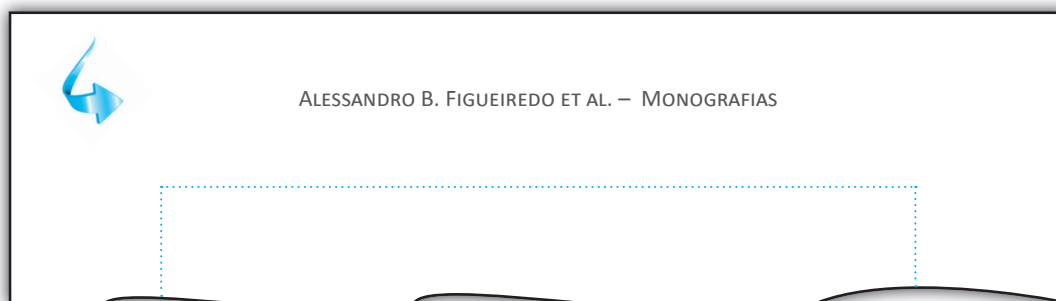 Alessandro B. Figueiredo et al. – Monografias